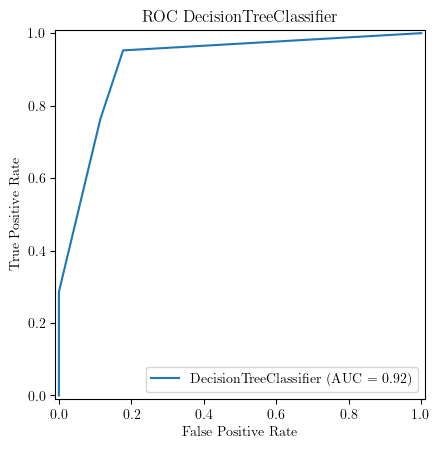 ROC DecisionTreeClassifier
1.0
0.8
0.6
0.4
0.2
0.0
True Positive Rate
DecisionTreeClassifier (AUC = 0.92)
0.0 0.2 0.4 0.6 0.8 1.0
False Positive Rate